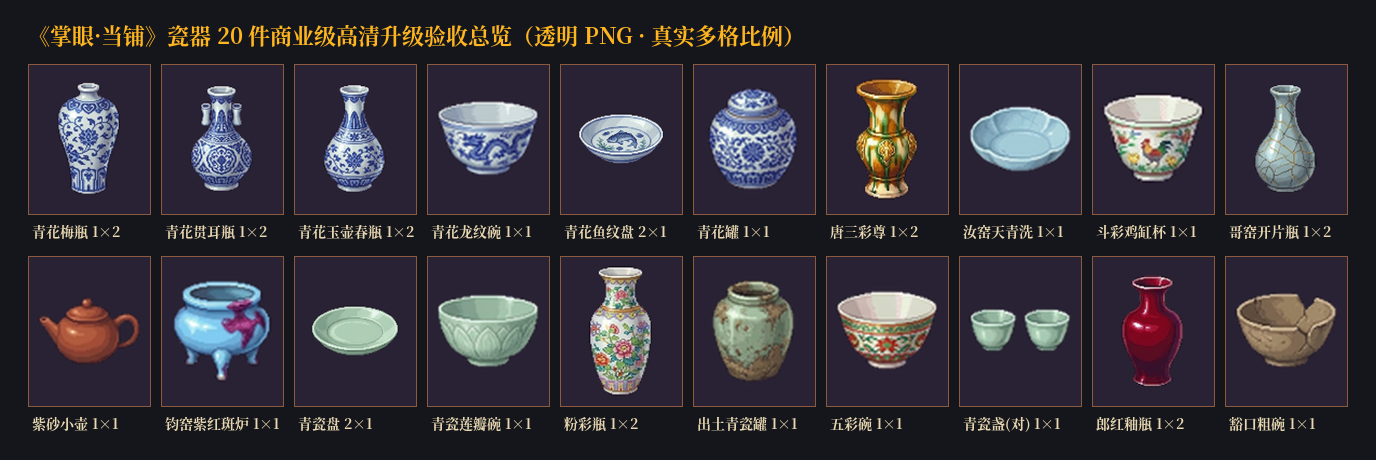 《掌眼·当铺》瓷器 20 件商业级高清升级验收总览（透明 PNG · 真实多格比例）
青花梅瓶 1×2
青花贯耳瓶 1×2
青花玉壶春瓶 1×2
青花龙纹碗 1×1
青花鱼纹盘 2×1
青花罐 1×1
唐三彩尊 1×2
汝窑天青洗 1×1
斗彩鸡缸杯 1×1
哥窑开片瓶 1×2
紫砂小壶 1×1
钧窑紫红斑炉 1×1
青瓷盘 2×1
青瓷莲瓣碗 1×1
粉彩瓶 1×2
出土青瓷罐 1×1
五彩碗 1×1
青瓷盏(对) 1×1
郎红釉瓶 1×2
豁口粗碗 1×1